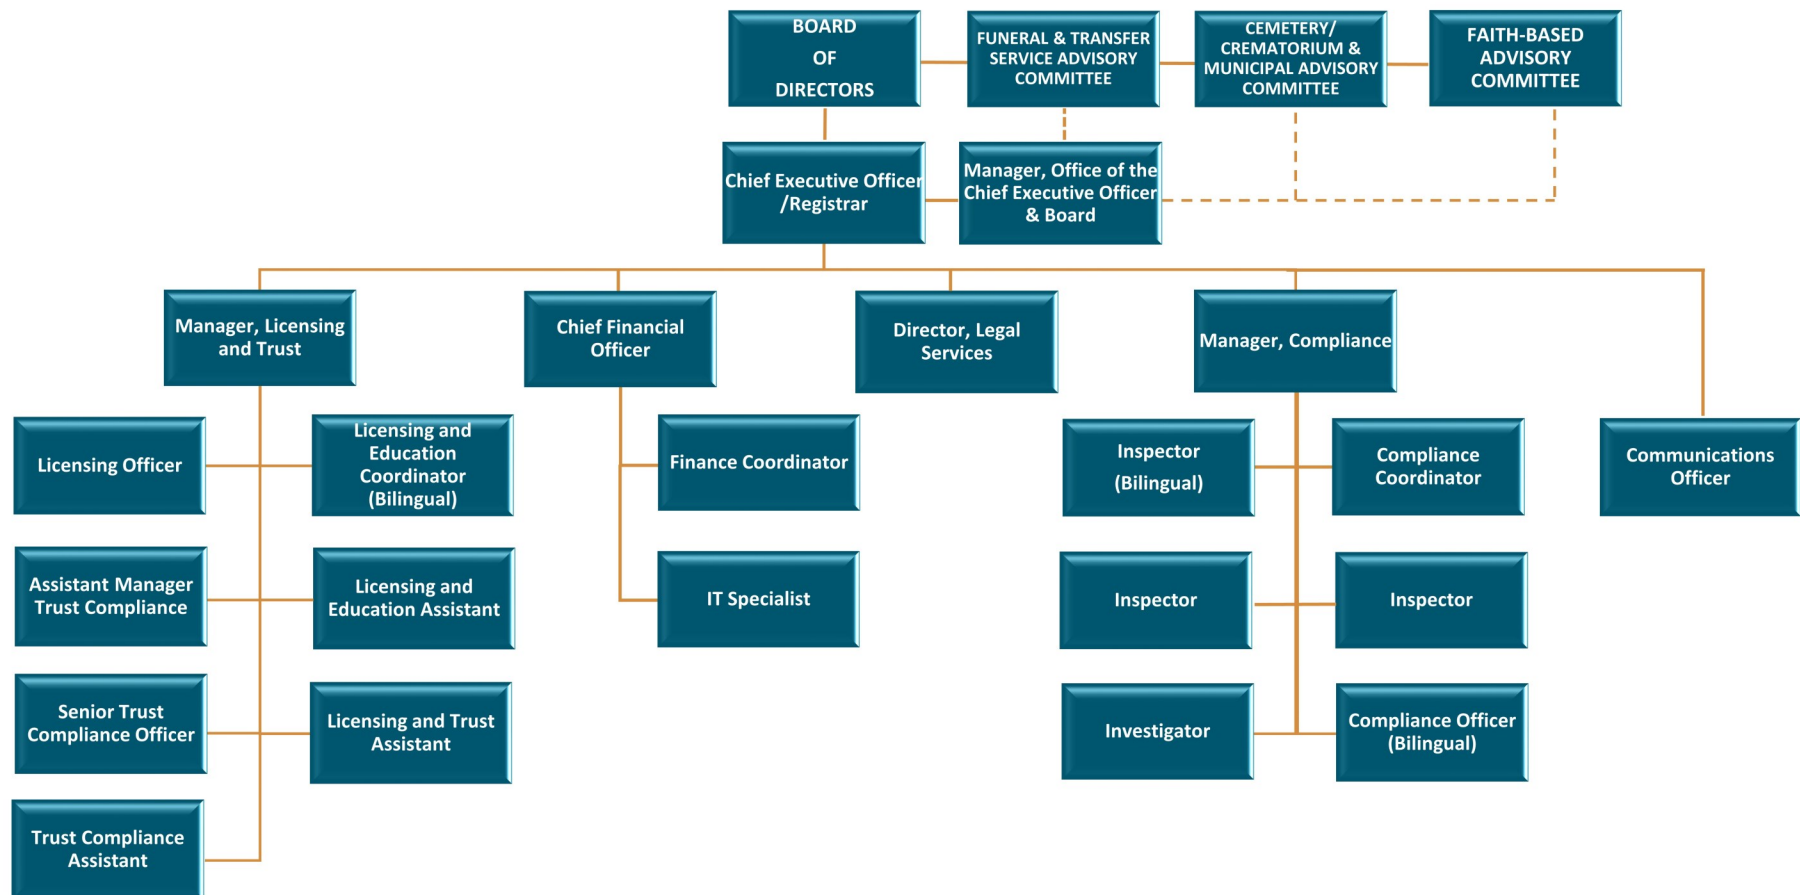 BOARD
OF
DIRECTORS
FUNERAL & TRANSFER
SERVICE ADVISORY
COMMITTEE
CEMETERY/
CREMATORIUM &
MUNICIPAL ADVISORY
COMMITTEE
FAITH-BASED
ADVISORY
COMMITTEE
Chief Executive Officer
/Registrar
Manager, Office of the
Chief Executive Officer
& Board
Manager, Licensing
and Trust
Chief Financial
Officer
Director, Legal
Services
Manager, Compliance
Licensing Officer
Licensing and
Education
Coordinator
(Bilingual)
Finance Coordinator
Inspector
(Bilingual)
Compliance
Coordinator
Communications
Officer
Assistant Manager
Trust Compliance
Licensing and
Education Assistant
IT Specialist
Inspector
Inspector
Senior Trust
Compliance Officer
Licensing and Trust
Assistant
Investigator
Compliance Officer
(Bilingual)
Trust Compliance
Assistant